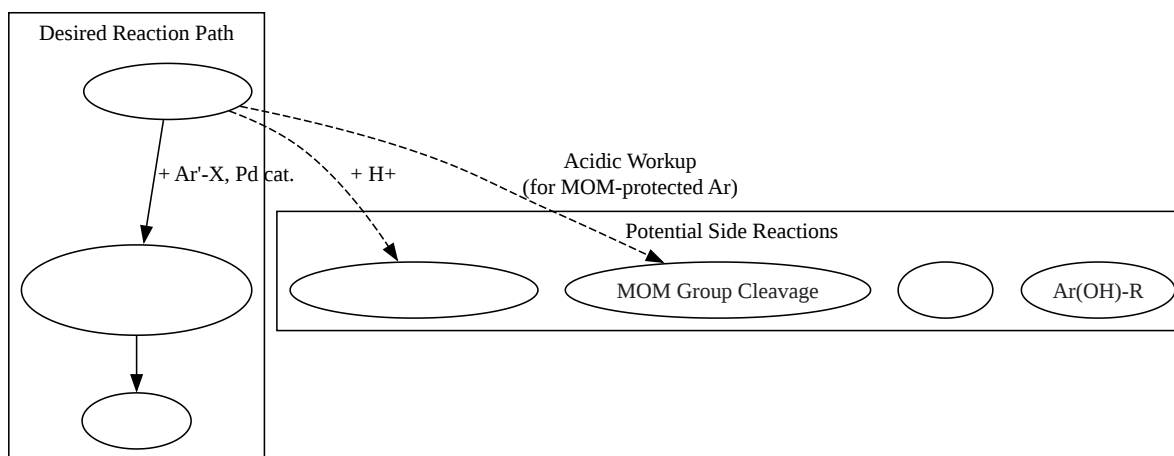 Desired Reaction Path
+ Ar'-X, Pd cat.
+ H+
Acidic Workup
(for MOM-protected Ar)
Potential Side Reactions
MOM Group Cleavage
Ar(OH)-R